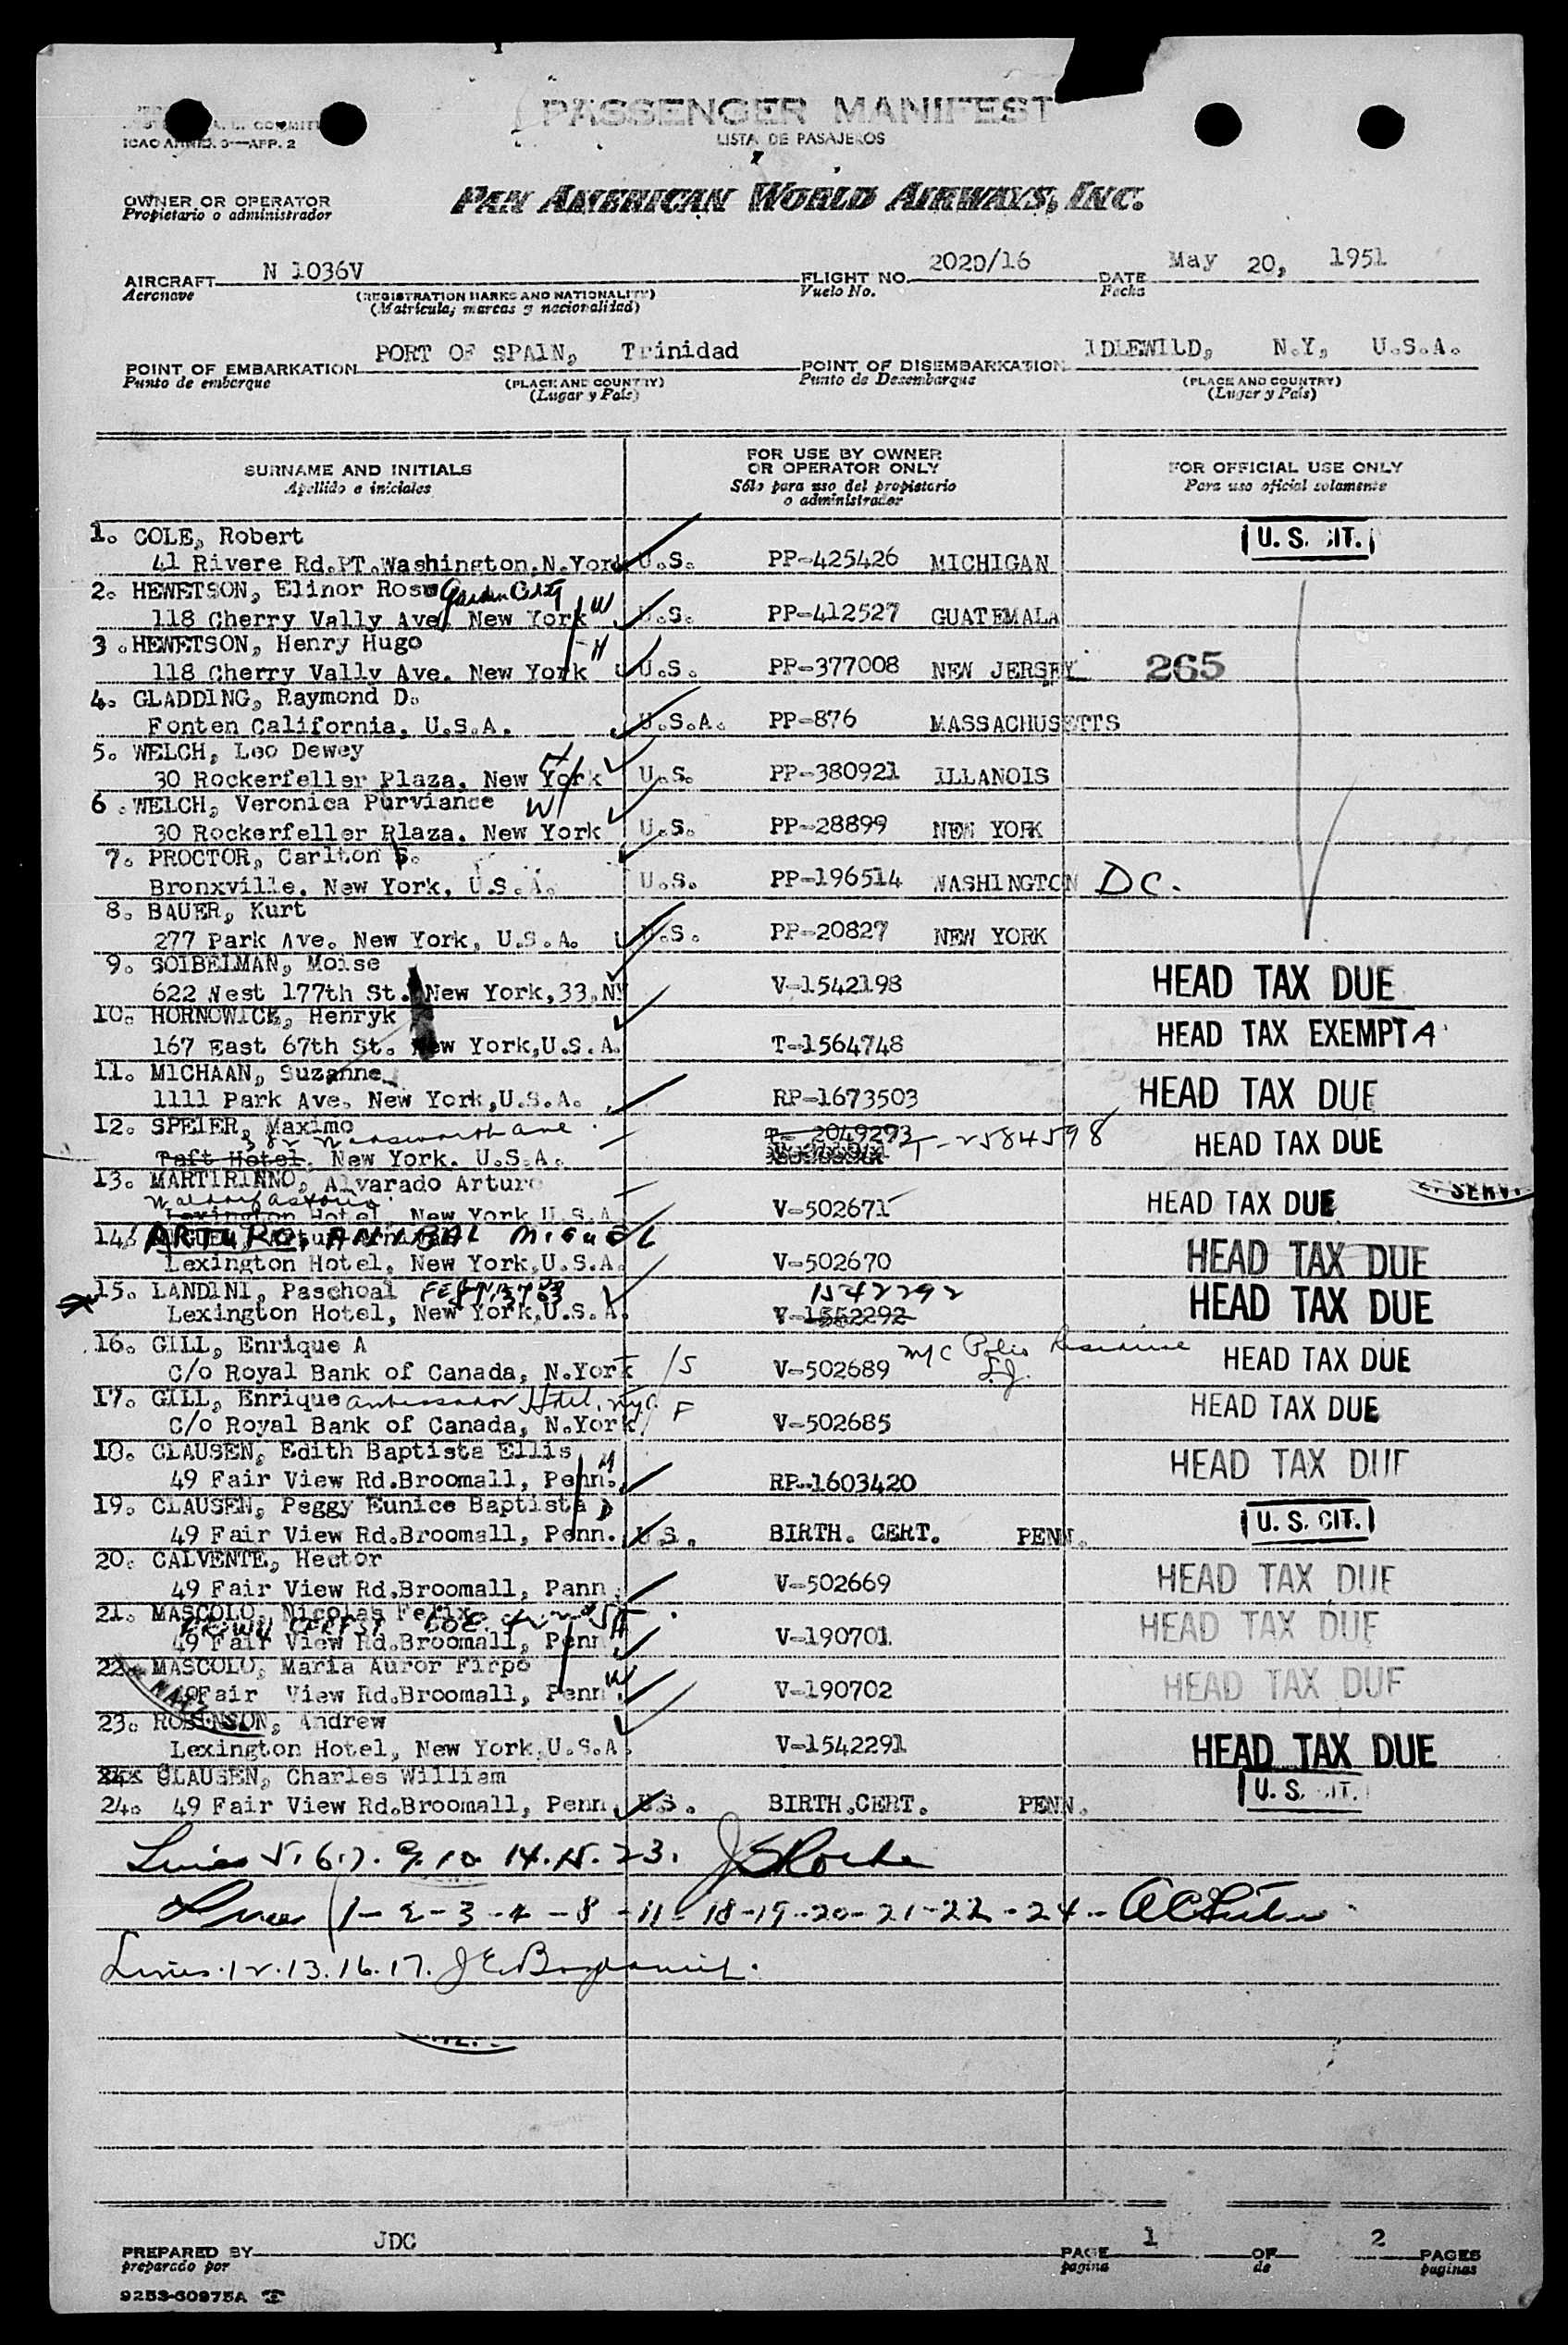 ICAO ANNEX 9—APP. 2
PASSENGER MANIFEST
LISTA DE PASAJEROS
OWNER OR OPERATOR
Propietario o administrador
PAN AMERICAN WORLD AIRWAYS, INC.
AIRCRAFT N 1036V FLIGHT NO. 202D/16 DATE May 20, 1951
Aeronave (REGISTRATION MARKS AND NATIONALITY) Vuelo No. Fecha
(Matricula, marcas y nacionalidad)
POINT OF EMBARKATION PORT OF SPAIN, Trinidad POINT OF DISEMBARKATION IDLEWILD, N.Y, U.S.A.
Punto de embarque (PLACE AND COUNTRY) Punto de Desembarque (PLACE AND COUNTRY)
(Lugar y País) (Lugar y País)
SURNAME AND INITIALS FOR USE BY OWNER OR OPERATOR ONLY FOR OFFICIAL USE ONLY
Apellido e iniciales Sólo para uso del propietario o administrador Para uso oficial solamente
1. COLE, Robert U. S. CIT.
41 Rivere Rd.PT.Washington.N.York U.S. PP-425426 MICHIGAN
2. HEWETSON, Elinor Rose Garden City
118 Cherry Vally Ave. New York W U.S. PP-412527 GUATEMALA
3. HEWETSON, Henry Hugo H
118 Cherry Vally Ave. New York U.S. PP-377008 NEW JERSEY 265
4. GLADDING, Raymond D.
Fonten California, U.S.A. U.S.A. PP-876 MASSACHUSETTS
5. WELCH, Leo Dewey H
30 Rockerfeller Plaza. New York U.S. PP-380921 ILLANOIS
6. WELCH, Veronica Purviance W
30 Rockerfeller Rlaza. New York U.S. PP-28899 NEW YORK
7. PROCTOR, Carlton S.
Bronxville. New York, U.S.A. U.S. PP-196514 WASHINGTON DC.
8. BAUER, Kurt
277 Park Ave. New York, U.S.A. U.S. PP-20827 NEW YORK
9. SOIBELMAN, Moise
622 West 177th St. New York,33,NY V-1542198 HEAD TAX DUE
10. HORNOWICK, Henryk
167 East 67th St. New York,U.S.A. T-1564748 HEAD TAX EXEMPT A
11. MICHAAN, Suzanne
1111 Park Ave. New York,U.S.A. RP-1673503 HEAD TAX DUE
12. SPEIER, Maximo 382 Wadsworth Ave T- 2049293 T-2584598
Taft Hotel, New York. U.S.A. HEAD TAX DUE
13. MARTIRINNO, Alvarado Arturo
Waldorf Astoria
Lexington Hotel, New York U.S.A V-502671 HEAD TAX DUE
14. ARTURO, ANIBAL MIGUEL
Lexington Hotel, New York,U.S.A. V-502670 HEAD TAX DUE
15. LANDINI, Paschoal 1542292
Lexington Hotel, New York,U.S.A. V-1552292 HEAD TAX DUE
16. GILL, Enrique A
C/o Royal Bank of Canada, N.York S V-502689 HEAD TAX DUE
17. GILL, Enrique Ambassador Hotel, NYC.
C/o Royal Bank of Canada, N.York F V-502685 HEAD TAX DUE
18. CLAUSEN, Edith Baptista Ellis M
49 Fair View Rd.Broomall, Penn. RP-1603420 HEAD TAX DUE
19. CLAUSEN, Peggy Eunice Baptista D
49 Fair View Rd.Broomall, Penn. U.S. BIRTH. CERT. PENN. U. S. CIT.
20. CALVENTE, Hector
49 Fair View Rd.Broomall, Pann. V-502669 HEAD TAX DUE
21. MASCOLO, Nicolas Felix
49 Fair View Rd.Broomall, Penn H V-190701 HEAD TAX DUE
22. MASCOLO, Maria Auror Firpo
49Fair View Rd.Broomall, Penn. W V-190702 HEAD TAX DUE
23. ROBINSON, Andrew
Lexington Hotel, New York,U.S.A. V-1542291 HEAD TAX DUE
CLAUSEN, Charles William
24. 49 Fair View Rd.Broomall, Penn. U.S. BIRTH.CERT. PENN. U. S. CIT.
Lines 5.6.7. 9.10. 14.15.23.
Lines 1-2-3-4-8-11-18-19-20-21-22-24-
Lines.12.13.16.17.
PREPARED BY JDC PAGE 1 OF 2 PAGES
preparado por pagina de paginas
9253-60975A